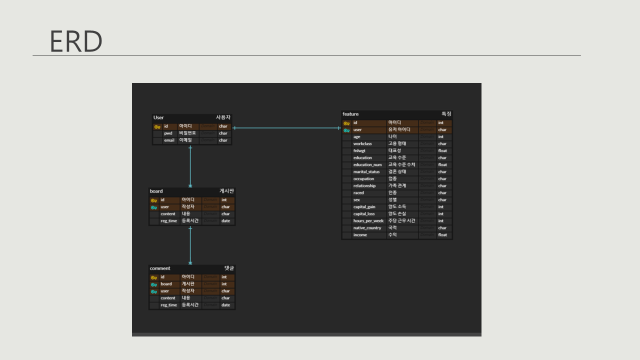 ERD
User 사용자
id 아이디 char
pwd 비밀번호 char
email 이메일 char
feature 특징
id 아이디 int
user 유저 아이디 char
age 나이 int
workclass 고용 형태 char
fnlwgt 대표성 float
education 교육 수준 char
education_num 교육 수준 수치 float
marital_status 결혼 상태 char
occupation 업종 char
relationship 가족 관계 char
race 인종 char
sex 성별 char
capital_gain 양도 소득 int
capital_loss 양도 손실 int
hours_per_week 주당 근무 시간 int
native_country 국적 char
income 수익 float
board 게시판
id 아이디 int
user 작성자 char
content 내용 char
reg_time 등록시간 date
comment 댓글
id 아이디 int
board 게시판 int
user 작성자 char
content 내용 char
reg_time 등록시간 date